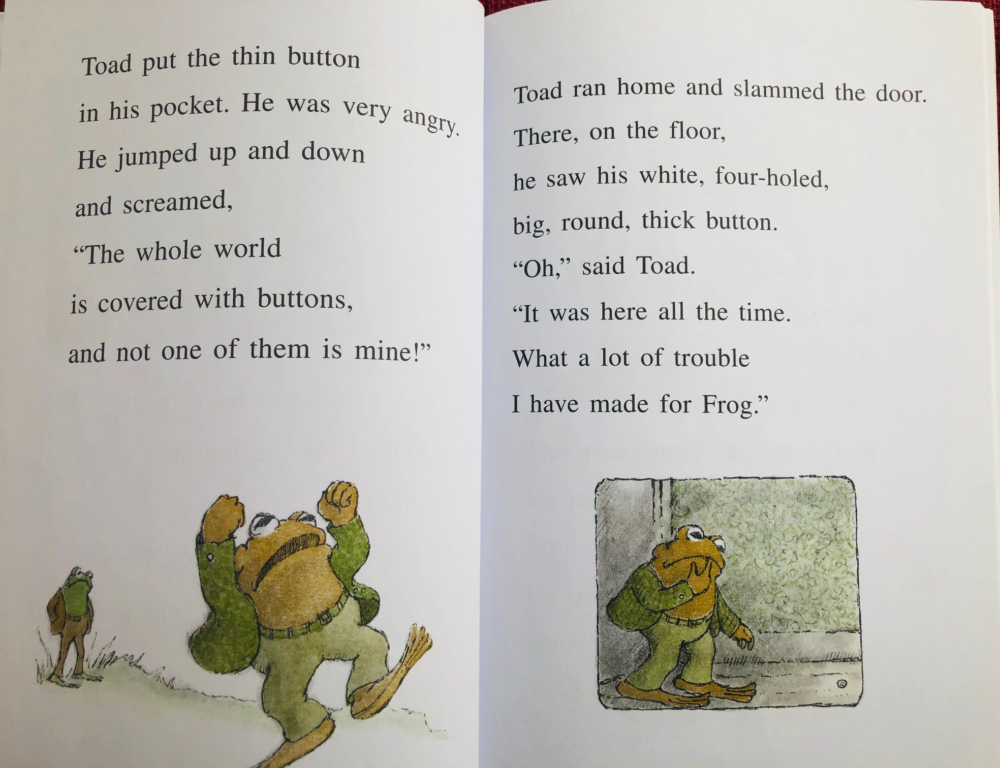 Toad put the thin button
in his pocket. He was very angry.
He jumped up and down
and screamed,
“The whole world
is covered with buttons,
and not one of them is mine!”
Toad ran home and slammed the door.
There, on the floor,
he saw his white, four-holed,
big, round, thick button.
“Oh,” said Toad.
“It was here all the time.
What a lot of trouble
I have made for Frog.”